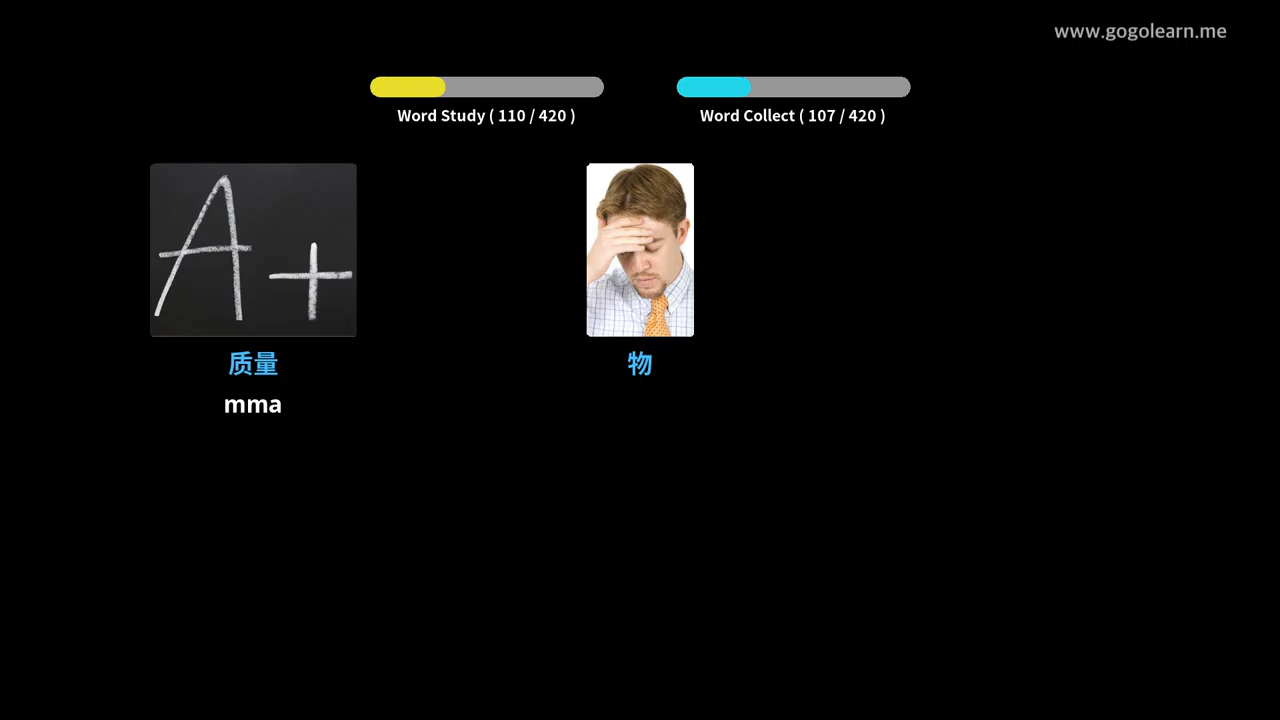 www.gogolearn.me
Word Study ( 110 / 420 )
Word Collect ( 107 / 420 )
A+
质量
物
mma